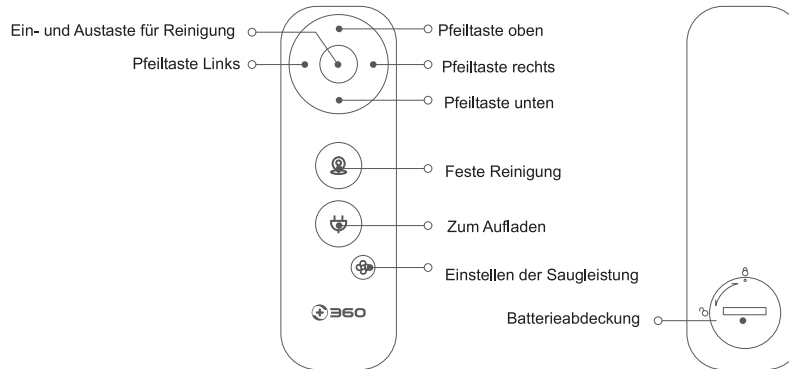 Ein- und Austaste für Reinigung
Pfeiltaste oben
Pfeiltaste Links
Pfeiltaste rechts
Pfeiltaste unten
Feste Reinigung
Zum Aufladen
Einstellen der Saugleistung
360
Batterieabdeckung